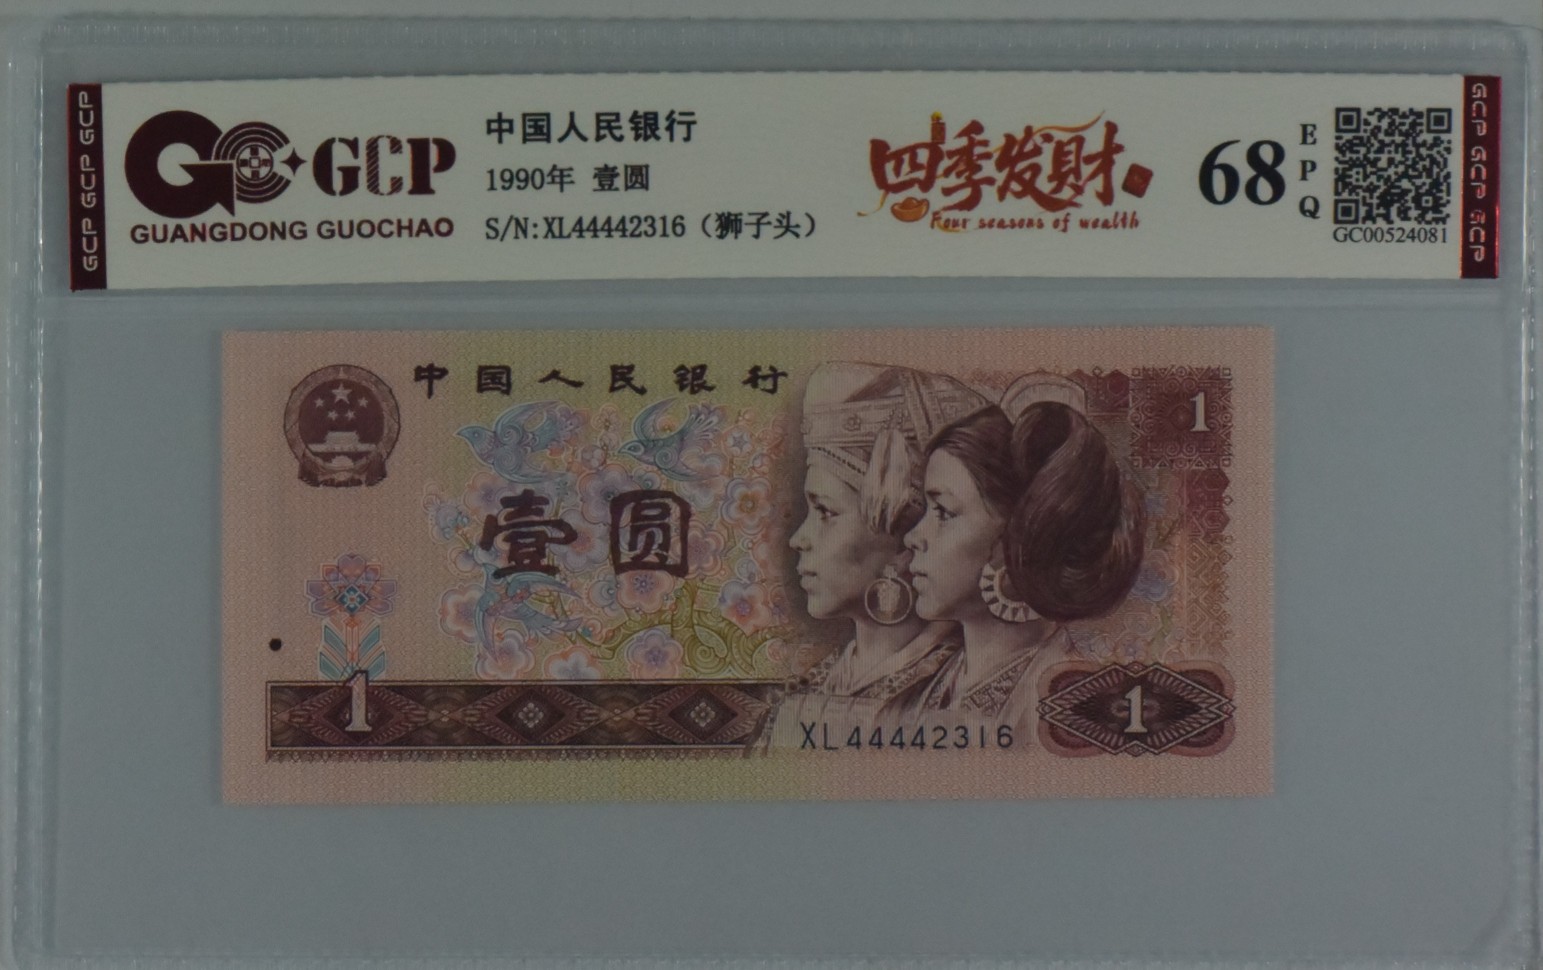 GCP GCP GCP
GCP
GUANGDONG GUOCHAO
中国人民银行
1990年 壹圆
S/N:XL44442316（狮子头）
四季发财
Four seasons of wealth
68
EPQ
GC00524081
GCP GCP GCP
中国人民银行
1
壹圆
1
XL44442316
1